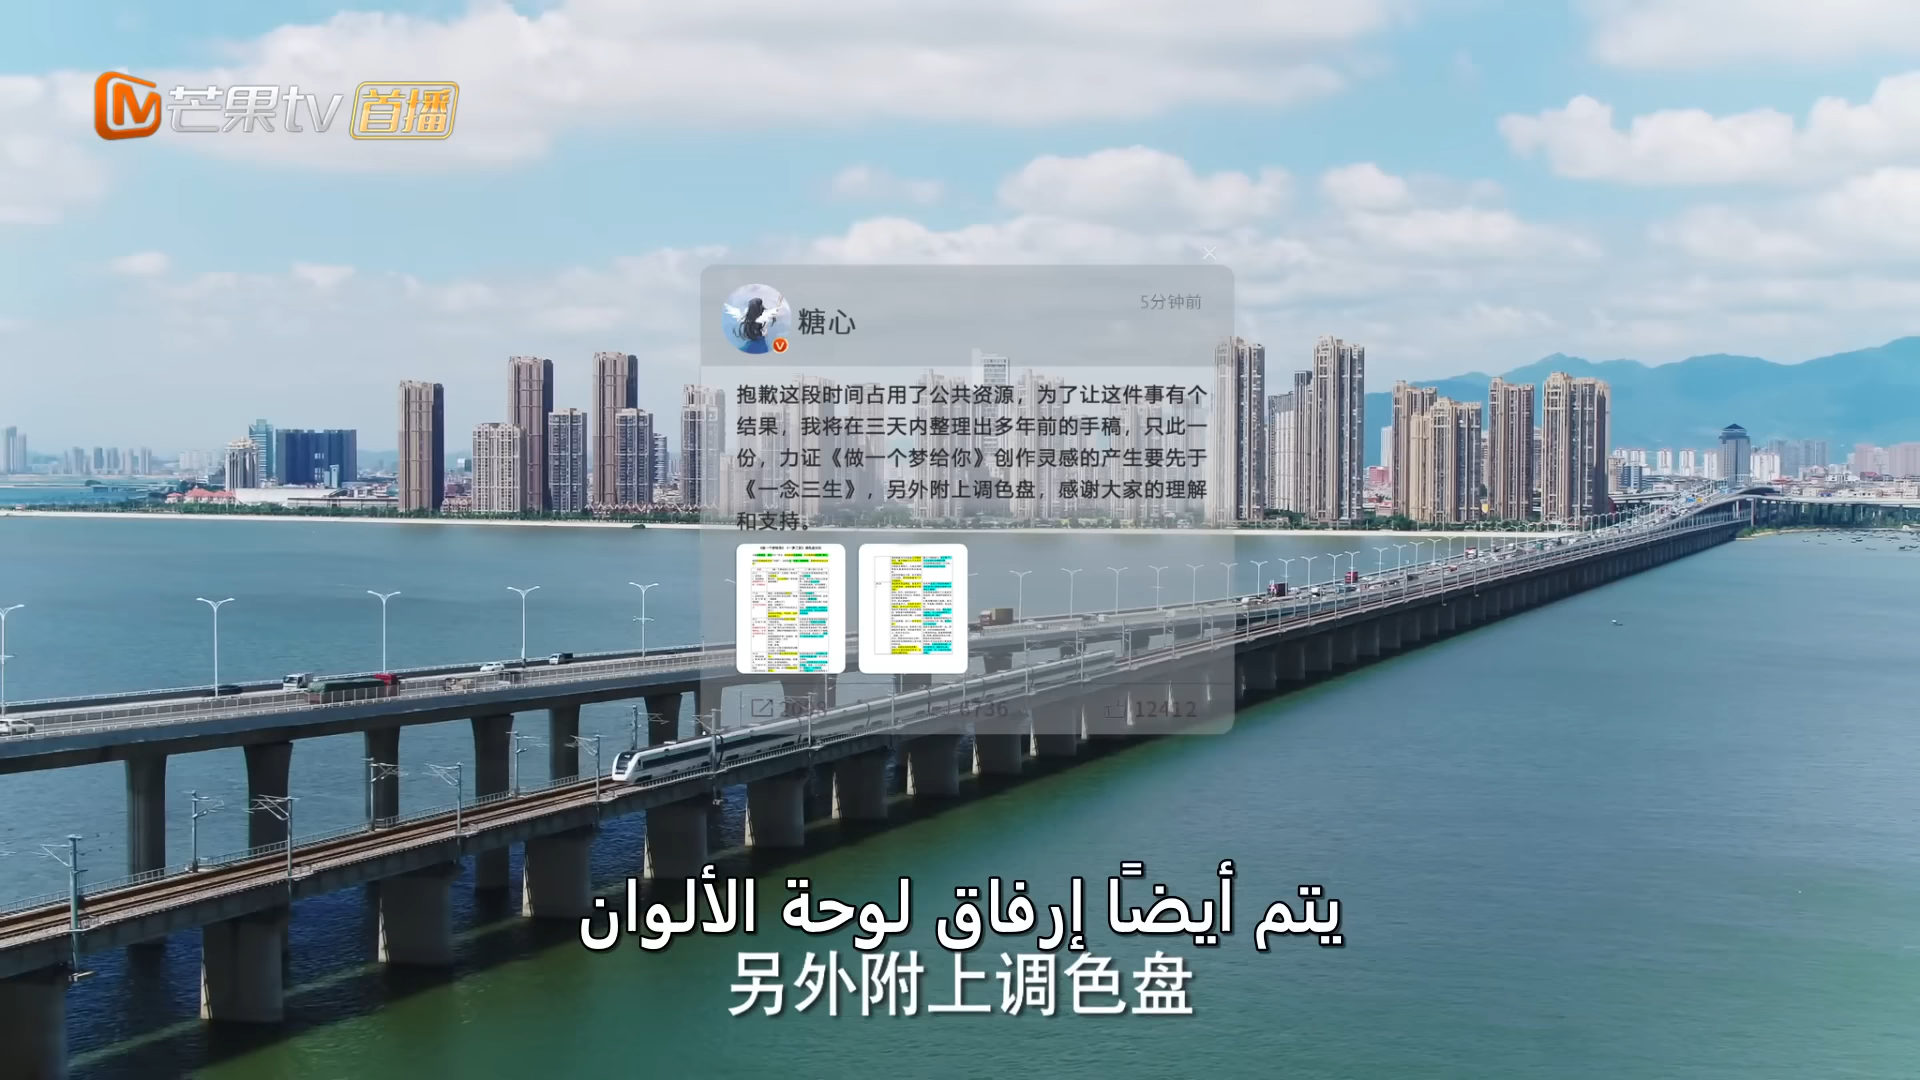 芒果tv 首播
糖心
5分钟前
抱歉这段时间占用了公共资源，为了让这件事有个
结果，我将在三天内整理出多年前的手稿，只此一
份，力证《做一个梦给你》创作灵感的产生要先于
《一念三生》，另外附上调色盘，感谢大家的理解
和支持。
6736
12412
يتم أيضًا إرفاق لوحة الألوان
另外附上调色盘